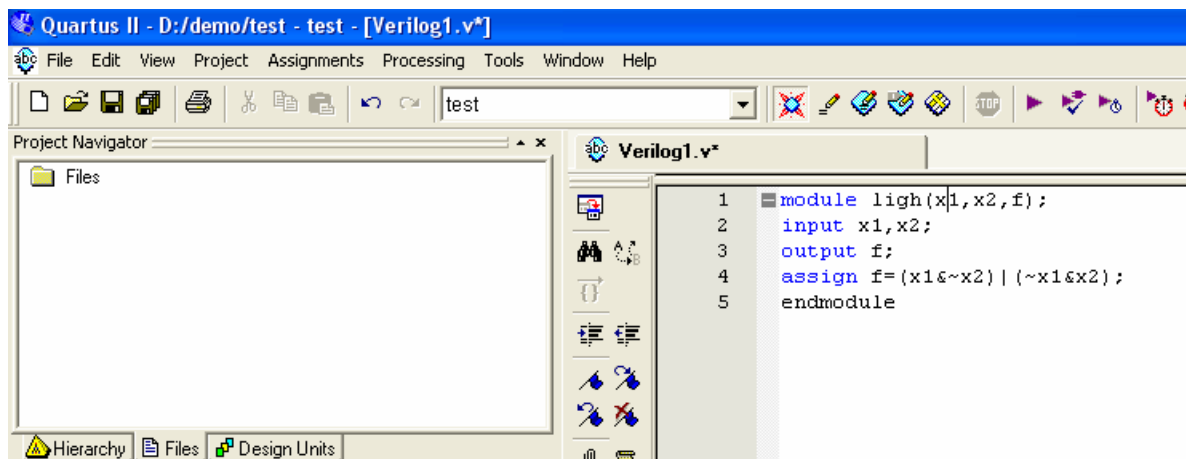 Quartus II - D:/demo/test - test - [Verilog1.v*]
File Edit View Project Assignments Processing Tools Window Help
test
STOP
Project Navigator
Files
Verilog1.v*
1 module ligh(x1,x2,f);
2 input x1,x2;
3 output f;
4 assign f=(x1&~x2)|(~x1&x2);
5 endmodule
Hierarchy Files Design Units